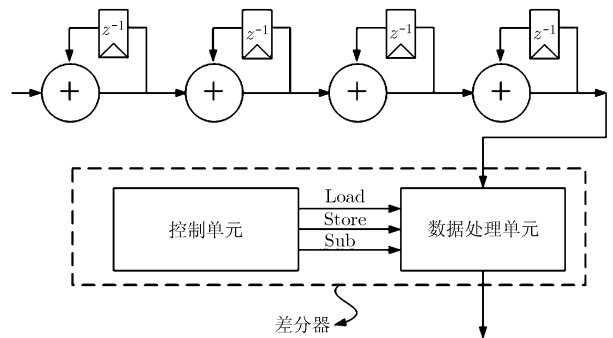 z⁻¹ z⁻¹ z⁻¹ z⁻¹
+ + + +
Load
控制单元 Store 数据处理单元
Sub
差分器